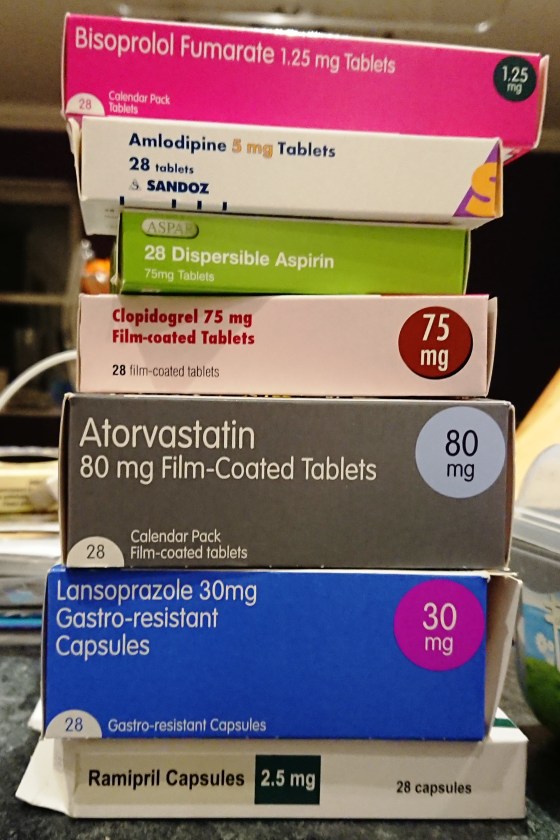 Bisoprolol Fumarate 1.25 mg Tablets
1.25
mg
28
Calendar Pack
Tablets
Amlodipine 5 mg Tablets
28 tablets
SANDOZ
S
ASPAR
28 Dispersible Aspirin
75mg Tablets
Clopidogrel 75 mg
Film-coated Tablets
75
mg
28 film-coated tablets
Atorvastatin
80 mg Film-Coated Tablets
80
mg
28
Calendar Pack
Film-coated tablets
Lansoprazole 30mg
Gastro-resistant
Capsules
30
mg
28
Gastro-resistant Capsules
Ramipril Capsules 2.5 mg
28 capsules